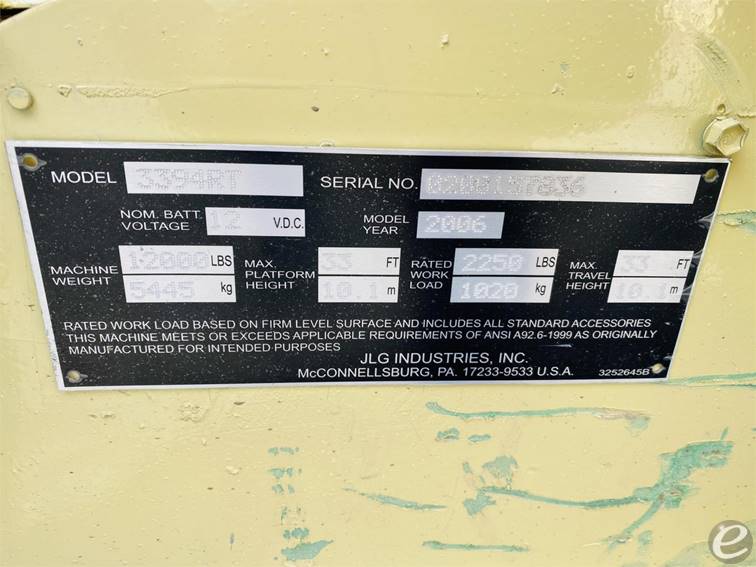 MODEL 3394RT SERIAL NO. 0200157836
NOM. BATT. VOLTAGE 12 V.D.C. MODEL YEAR 2006
MACHINE WEIGHT 12000 LBS 5445 kg MAX. PLATFORM HEIGHT 33 FT 10.1 m RATED WORK LOAD 2250 LBS 1020 kg MAX. TRAVEL HEIGHT 33 FT 10.1 m
RATED WORK LOAD BASED ON FIRM LEVEL SURFACE AND INCLUDES ALL STANDARD ACCESSORIES
THIS MACHINE MEETS OR EXCEEDS APPLICABLE REQUIREMENTS OF ANSI A92.6-1999 AS ORIGINALLY
MANUFACTURED FOR INTENDED PURPOSES
JLG INDUSTRIES, INC.
McCONNELLSBURG, PA. 17233-9533 U.S.A. 3252645B
e